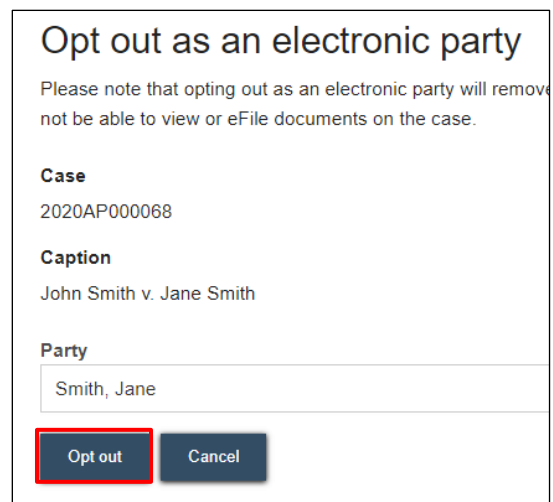 Opt out as an electronic party
Please note that opting out as an electronic party will remove
not be able to view or eFile documents on the case.
Case
2020AP000068
Caption
John Smith v. Jane Smith
Party
Smith, Jane
Opt out Cancel